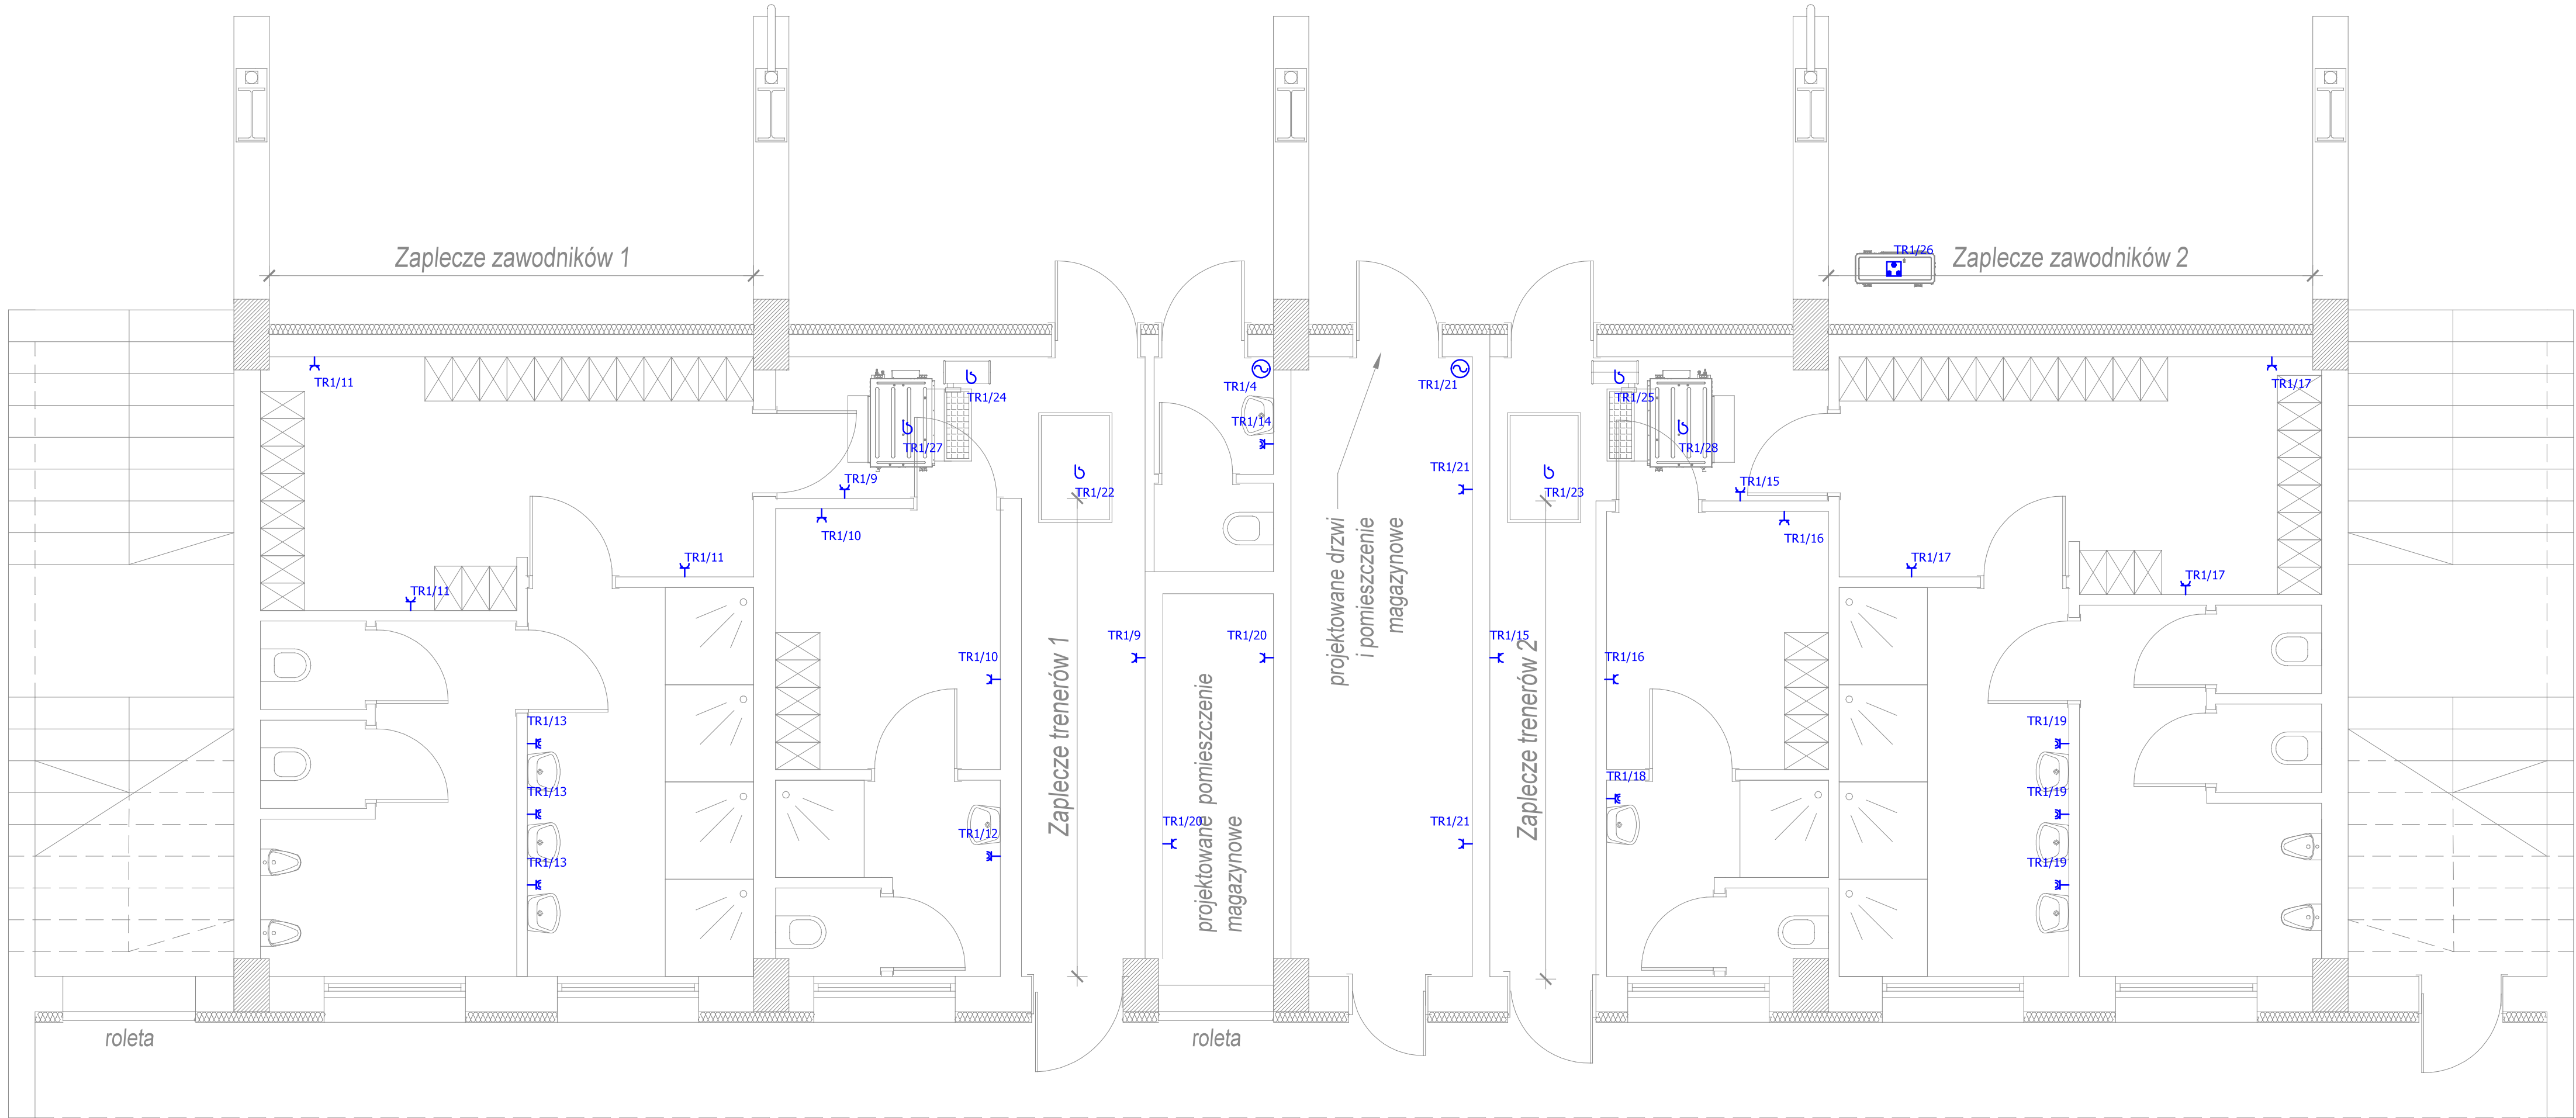 Zaplecze zawodników 1
TR1/26
Zaplecze zawodników 2
TR1/11
TR1/24
TR1/4
TR1/21
TR1/25
TR1/17
TR1/14
TR1/27
TR1/28
TR1/9
TR1/21
TR1/15
TR1/22
TR1/23
TR1/10
TR1/16
projektowane drzwi
i pomieszczenie
magazynowe
TR1/11
TR1/17
TR1/11
TR1/17
TR1/9
TR1/20
TR1/15
TR1/10
TR1/16
Zaplecze trenerów 1
Zaplecze trenerów 2
projektowane pomieszczenie
magazynowe
TR1/13
TR1/19
TR1/18
TR1/13
TR1/19
TR1/12
TR1/20
TR1/21
TR1/13
TR1/19
roleta
roleta